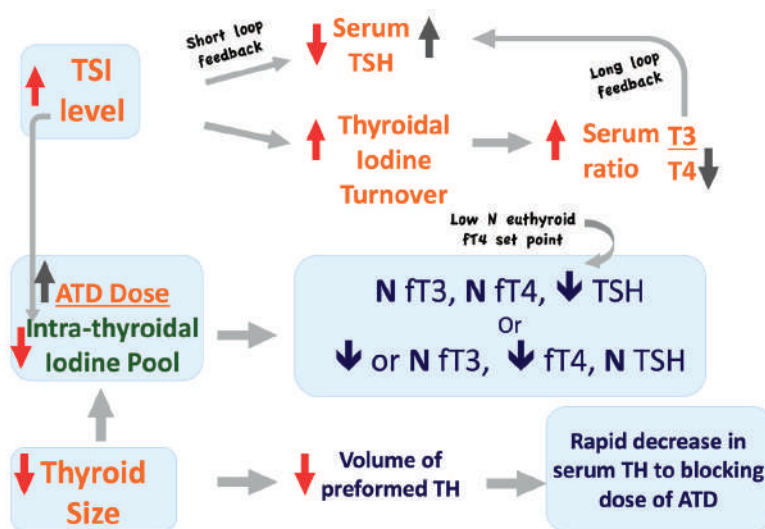 TSI
level
Short loop
feedback
Serum
TSH
Long loop
feedback
Thyroidal
Iodine
Turnover
Serum T3
ratio T4
Low N euthyroid
fT4 set point
ATD Dose
Intra-thyroidal
Iodine Pool
N fT3, N fT4, ↓ TSH
Or
↓ or N fT3, ↓ fT4, N TSH
Thyroid
Size
Volume of
preformed TH
Rapid decrease in
serum TH to blocking
dose of ATD